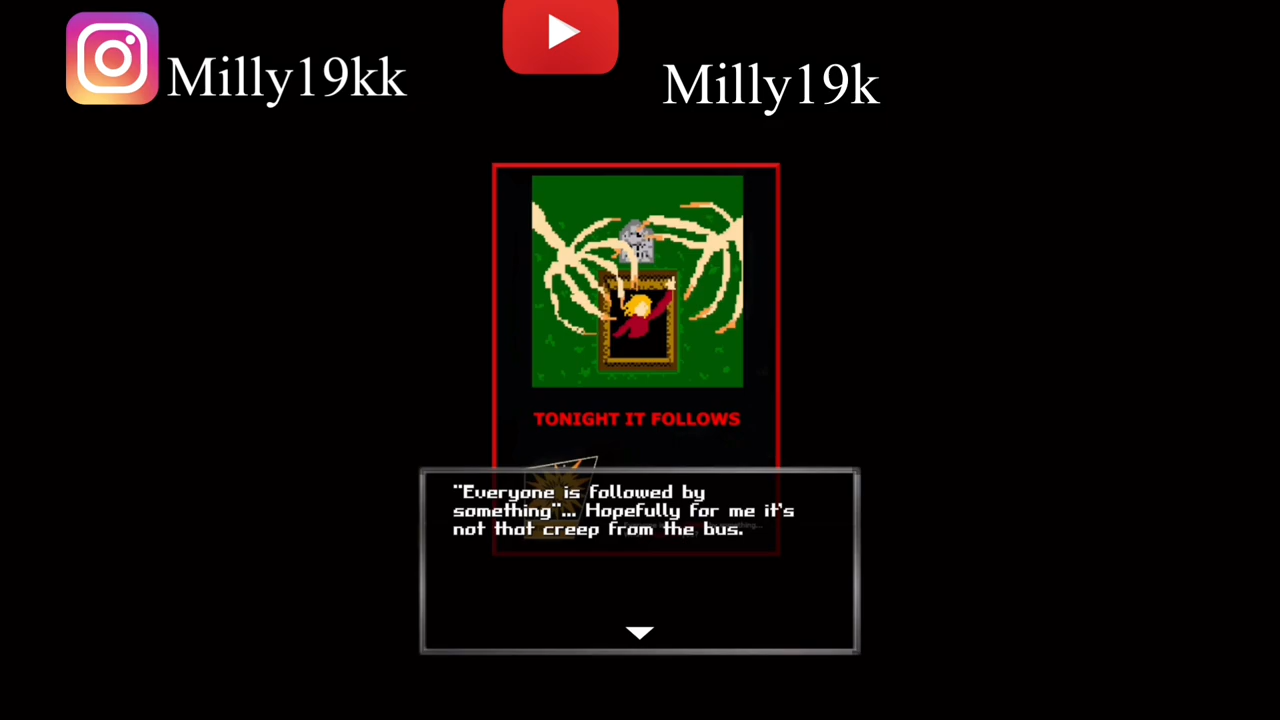 Milly19kk
Milly19k
TONIGHT IT FOLLOWS
"Everyone is followed by
something"... Hopefully for me it's
not that creep from the bus.